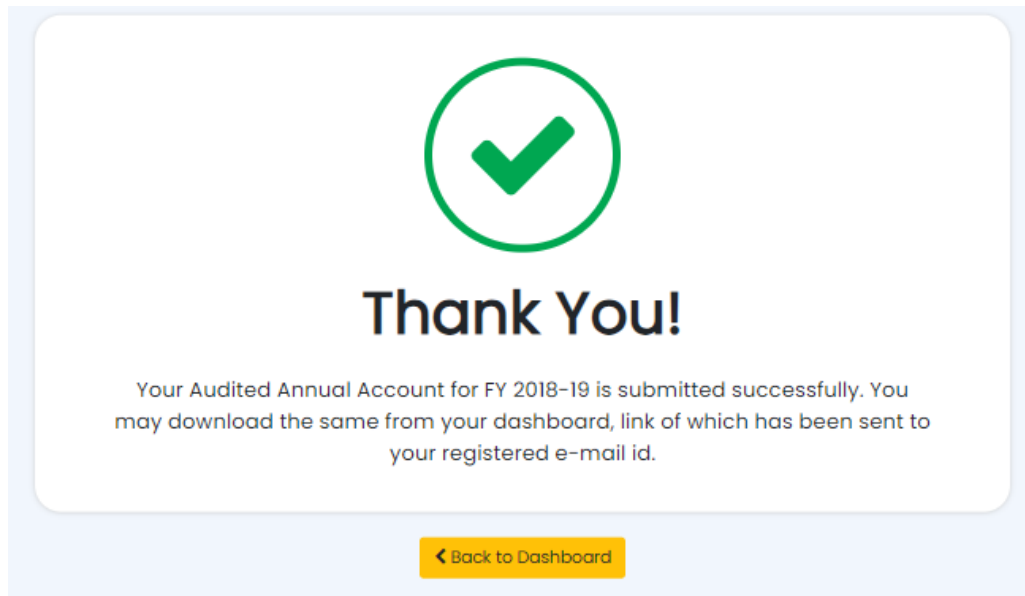 Thank You!
Your Audited Annual Account for FY 2018-19 is submitted successfully. You
may download the same from your dashboard, link of which has been sent to
your registered e-mail id.
Back to Dashboard